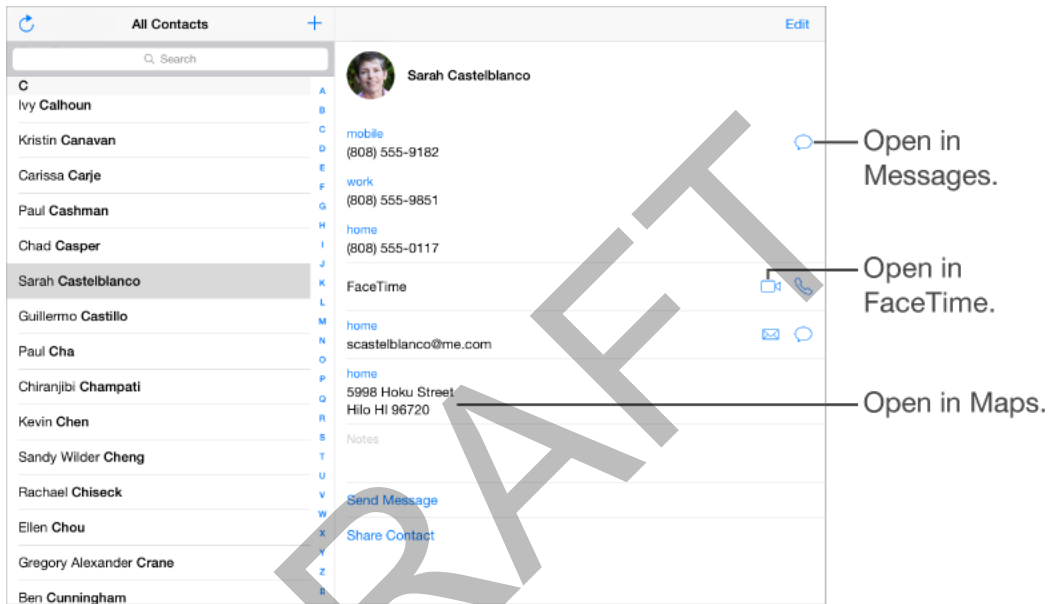 All Contacts
+
Edit
Search
C
Ivy Calhoun
Kristin Canavan
Carissa Carje
Paul Cashman
Chad Casper
Sarah Castelblanco
Guillermo Castillo
Paul Cha
Chiranjibi Champati
Kevin Chen
Sandy Wilder Cheng
Rachael Chiseck
Ellen Chou
Gregory Alexander Crane
Ben Cunningham
A
B
C
D
E
F
G
H
I
J
K
L
M
N
O
P
Q
R
S
T
U
V
W
X
Y
Z
#
Sarah Castelblanco
mobile
(808) 555-9182
work
(808) 555-9851
home
(808) 555-0117
FaceTime
home
scastelblanco@me.com
home
5998 Hoku Street
Hilo HI 96720
Notes
Send Message
Share Contact
Open in
Messages.
Open in
FaceTime.
Open in Maps.
RAFT